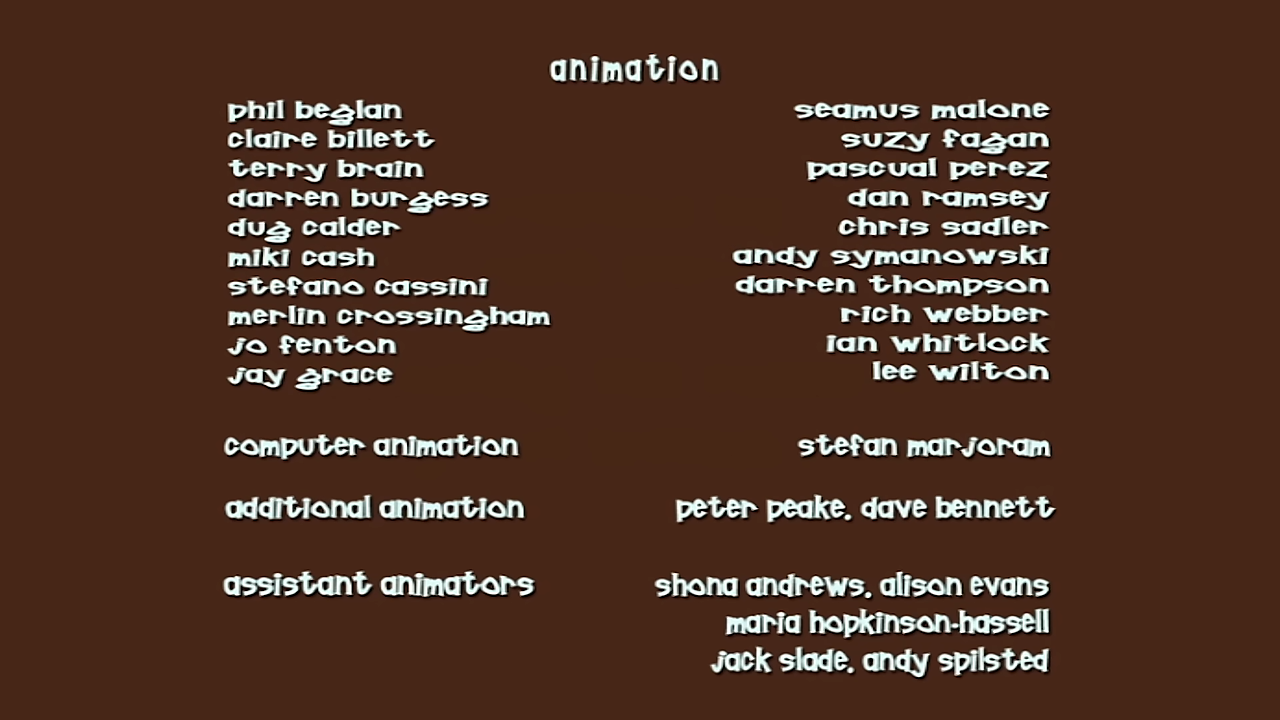 animation
phil beglan seamus malone
claire billett suzy fagan
terry brain pascual perez
darren burgess dan ramsey
dug calder chris sadler
miki cash andy symanowski
stefano cassini darren thompson
merlin crossingham rich webber
jo fenton ian whitlock
jay grace lee wilton
computer animation stefan marjoram
additional animation peter peake, dave bennett
assistant animators shona andrews, alison evans
maria hopkinson-hassell
jack slade, andy spilsted